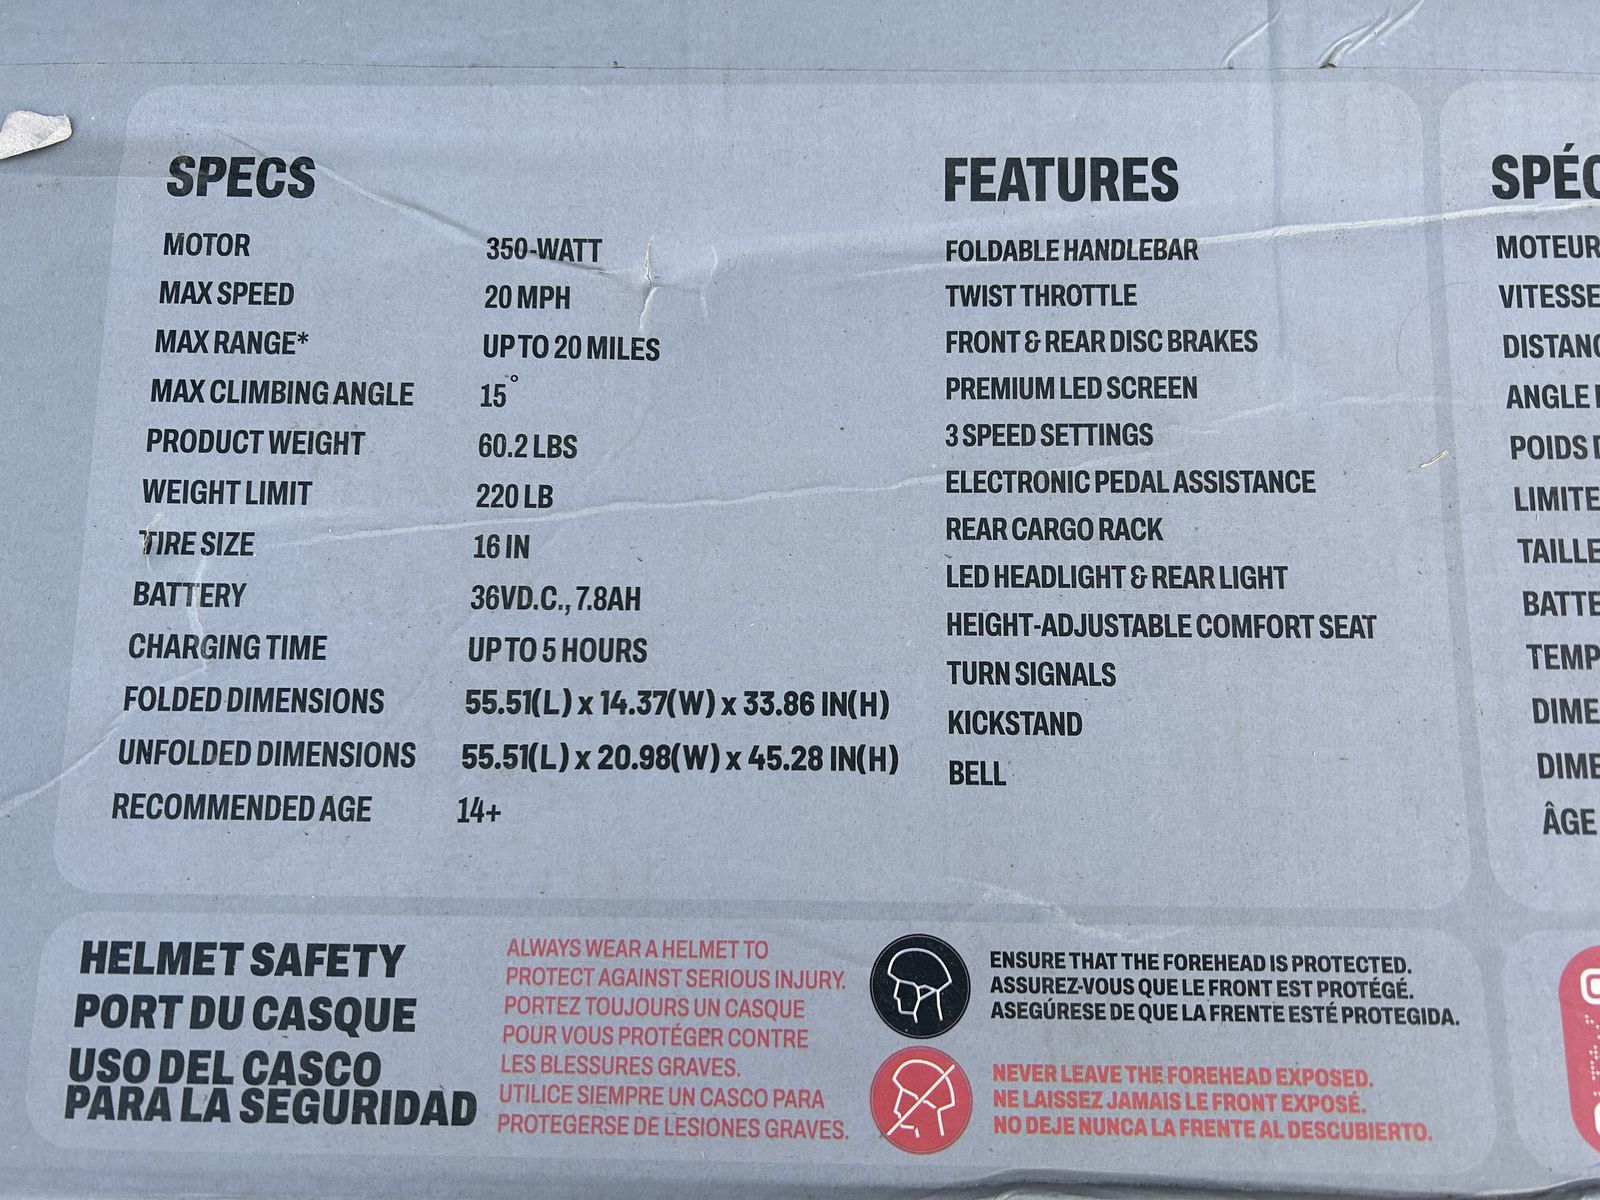 SPECS
MOTOR 350-WATT
MAX SPEED 20 MPH
MAX RANGE* UP TO 20 MILES
MAX CLIMBING ANGLE 15°
PRODUCT WEIGHT 60.2 LBS
WEIGHT LIMIT 220 LB
TIRE SIZE 16 IN
BATTERY 36VD.C., 7.8AH
CHARGING TIME UP TO 5 HOURS
FOLDED DIMENSIONS 55.51(L) x 14.37(W) x 33.86 IN(H)
UNFOLDED DIMENSIONS 55.51(L) x 20.98(W) x 45.28 IN(H)
RECOMMENDED AGE 14+
FEATURES
FOLDABLE HANDLEBAR
TWIST THROTTLE
FRONT & REAR DISC BRAKES
PREMIUM LED SCREEN
3 SPEED SETTINGS
ELECTRONIC PEDAL ASSISTANCE
REAR CARGO RACK
LED HEADLIGHT & REAR LIGHT
HEIGHT-ADJUSTABLE COMFORT SEAT
TURN SIGNALS
KICKSTAND
BELL
MOTEUR
VITESSE
ANGLE
POIDS
LIMITE
TAILLE
ÂGE
HELMET SAFETY
PORT DU CASQUE
USO DEL CASCO
PARA LA SEGURIDAD
ALWAYS WEAR A HELMET TO
PROTECT AGAINST SERIOUS INJURY.
PORTEZ TOUJOURS UN CASQUE
POUR VOUS PROTÉGER CONTRE
LES BLESSURES GRAVES.
UTILICE SIEMPRE UN CASCO PARA
PROTEGERSE DE LESIONES GRAVES.
ENSURE THAT THE FOREHEAD IS PROTECTED.
ASSUREZ-VOUS QUE LE FRONT EST PROTÉGÉ.
ASEGÚRESE DE QUE LA FRENTE ESTÉ PROTEGIDA.
NEVER LEAVE THE FOREHEAD EXPOSED.
NE LAISSEZ JAMAIS LE FRONT EXPOSÉ.
NO DEJE NUNCA LA FRENTE AL DESCUBIERTO.